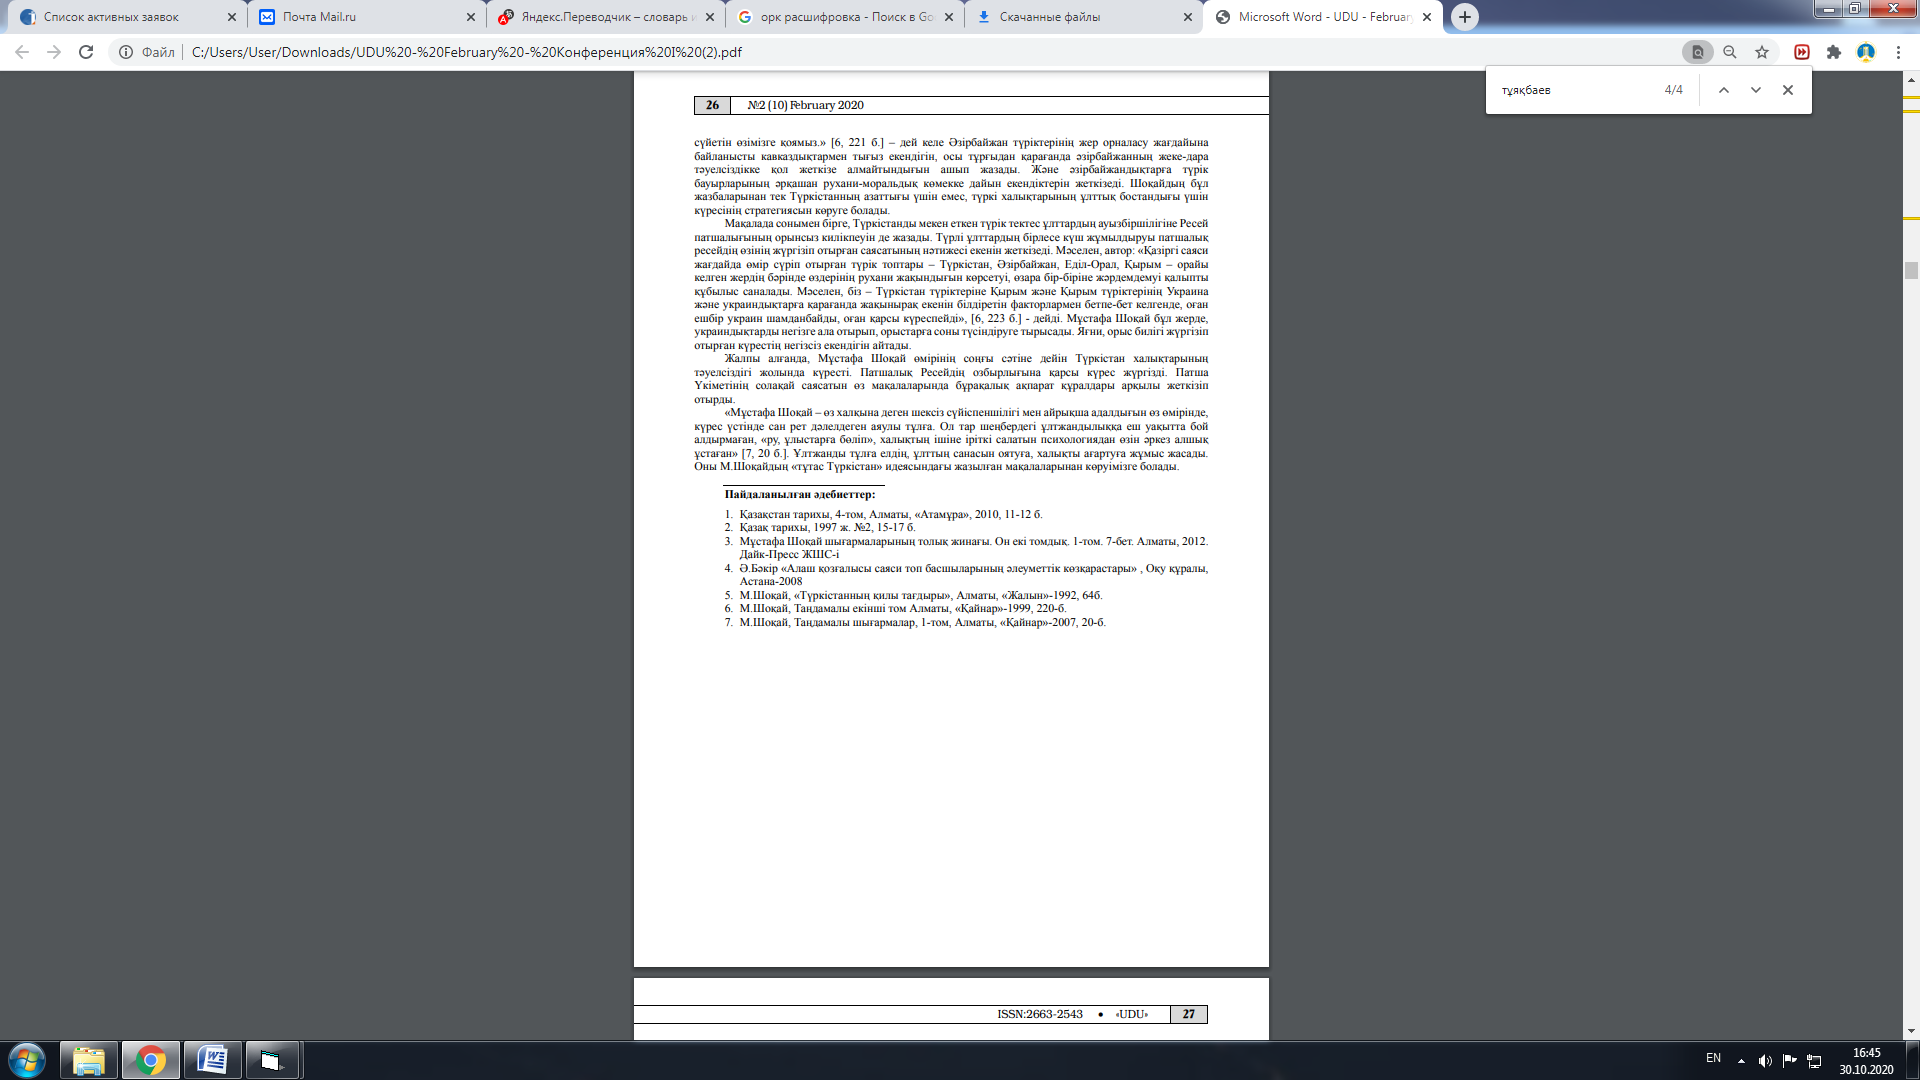 Список активных заявок
Почта Mail.ru
Яндекс.Переводчик – словарь и
орк расшифровка - Поиск в Go
Скачанные файлы
Microsoft Word - UDU - February
Файл
C:/Users/User/Downloads/UDU%20-%20February%20-%20Конференция%20I%20(2).pdf
тұяқбаев
4/4
26
№2 (10) February 2020
сүйетін өзімізге қоямыз.» [6, 221 б.] – дей келе Әзірбайжан түріктерінің жер орналасу жағдайына
байланысты кавказдықтармен тығыз екендігін, осы тұрғыдан қарағанда әзірбайжанның жеке-дара
тәуелсіздікке қол жеткізе алмайтындығын ашып жазады. Және әзірбайжандықтарға түрік
бауырларының әрқашан рухани-моральдық көмекке дайын екендіктерін жеткізеді. Шоқайдың бұл
жазбаларынан тек Түркістанның азаттығы үшін емес, түркі халықтарының ұлттық бостандығы үшін
күресінің стратегиясын көруге болады.
Мақалада сонымен бірге, Түркістанды мекен еткен түрік тектес ұлттардың ауызбіршілігіне Ресей
патшалығының орынсыз килікпеуін де жазады. Түрлі ұлттардың бірлесе күш жұмылдыруы патшалық
ресейдің өзінің жүргізіп отырған саясатының нәтижесі екенін жеткізеді. Мәселен, автор: «Қазіргі саяси
жағдайда өмір сүріп отырған түрік топтары – Түркістан, Әзірбайжан, Еділ-Орал, Қырым – орайы
келген жердің бәрінде өздерінің рухани жақындығын көрсетуі, өзара бір-біріне жәрдемдемуі қалыпты
құбылыс саналады. Мәселен, біз – Түркістан түріктеріне Қырым және Қырым түріктерінің Украина
және украиндықтарға қарағанда жақынырақ екенін білдіретін факторлармен бетпе-бет келгенде, оған
ешбір украин шамданбайды, оған қарсы күреспейді», [6, 223 б.] - дейді. Мұстафа Шоқай бұл жерде,
украиндықтарды негізге ала отырып, орыстарға соны түсіндіруге тырысады. Яғни, орыс билігі жүргізіп
отырған күрестің негізсіз екендігін айтады.
Жалпы алғанда, Мұстафа Шоқай өмірінің соңғы сәтіне дейін Түркістан халықтарының
тәуелсіздігі жолында күресті. Патшалық Ресейдің озбырлығына қарсы күрес жүргізді. Патша
Үкіметінің солақай саясатын өз мақалаларында бұрақалық ақпарат құралдары арқылы жеткізіп
отырды.
«Мұстафа Шоқай – өз халқына деген шексіз сүйіспеншілігі мен айрықша адалдығын өз өмірінде,
күрес үстінде сан рет дәлелдеген аяулы тұлға. Ол тар шеңбердегі ұлтжандылыққа еш уақытта бой
алдырмаған, «ру, ұлыстарға бөліп», халықтың ішіне іріткі салатын психологиядан өзін әркез алшық
ұстаған» [7, 20 б.]. Ұлтжанды тұлға елдің, ұлттың санасын оятуға, халықты ағартуға жұмыс жасады.
Оны М.Шоқайдың «тұтас Түркістан» идеясындағы жазылған мақалаларынан көруімізге болады.
Пайдаланылған әдебиеттер:
1. Қазақстан тарихы, 4-том, Алматы, «Атамұра», 2010, 11-12 б.
2. Қазақ тарихы, 1997 ж. №2, 15-17 б.
3. Мұстафа Шоқай шығармаларының толық жинағы. Он екі томдық. 1-том. 7-бет. Алматы, 2012.
Дайк-Пресс ЖШС-і
4. Ә.Бәкір «Алаш қозғалысы саяси топ басшыларының әлеуметтік көзқарастары» , Оқу құралы,
Астана-2008
5. М.Шоқай, «Түркістанның қилы тағдыры», Алматы, «Жалын»-1992, 64б.
6. М.Шоқай, Таңдамалы екінші том Алматы, «Қайнар»-1999, 220-б.
7. М.Шоқай, Таңдамалы шығармалар, 1-том, Алматы, «Қайнар»-2007, 20-б.
ISSN:2663-2543 • «UDU»
27
EN
16:45
30.10.2020